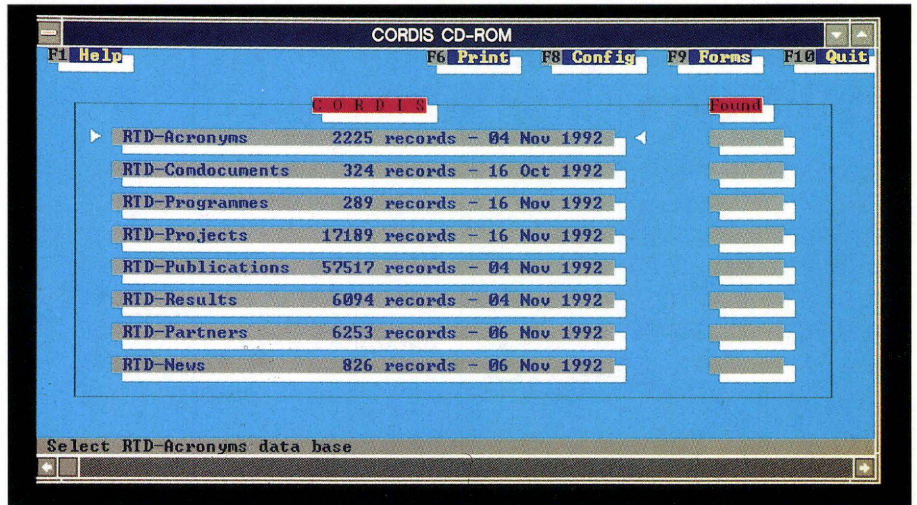 CORDIS CD-ROM
F1 Help F6 Print F8 Config F9 Forms F10 Quit
CORDIS Found
RTD-Acronyms 2225 records - 04 Nov 1992
RTD-Comdocuments 324 records - 16 Oct 1992
RTD-Programmes 289 records - 16 Nov 1992
RTD-Projects 17189 records - 16 Nov 1992
RTD-Publications 57517 records - 04 Nov 1992
RTD-Results 6094 records - 04 Nov 1992
RTD-Partners 6253 records - 06 Nov 1992
RTD-News 826 records - 06 Nov 1992
Select RTD-Acronyms data base